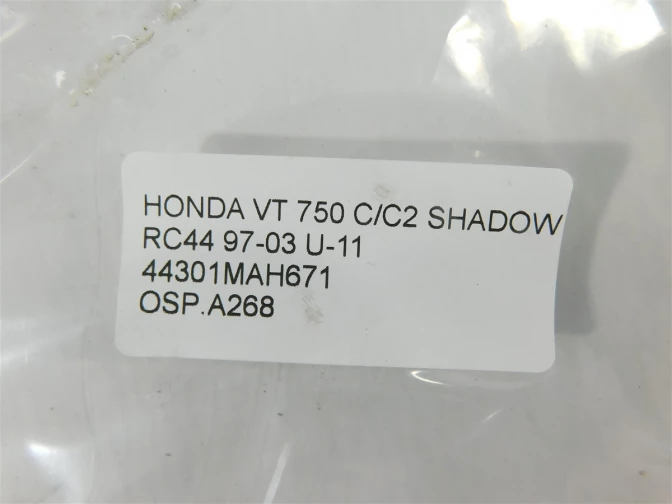 HONDA VT 750 C/C2 SHADOW
RC44 97-03 U-11
44301MAH671
OSP.A268